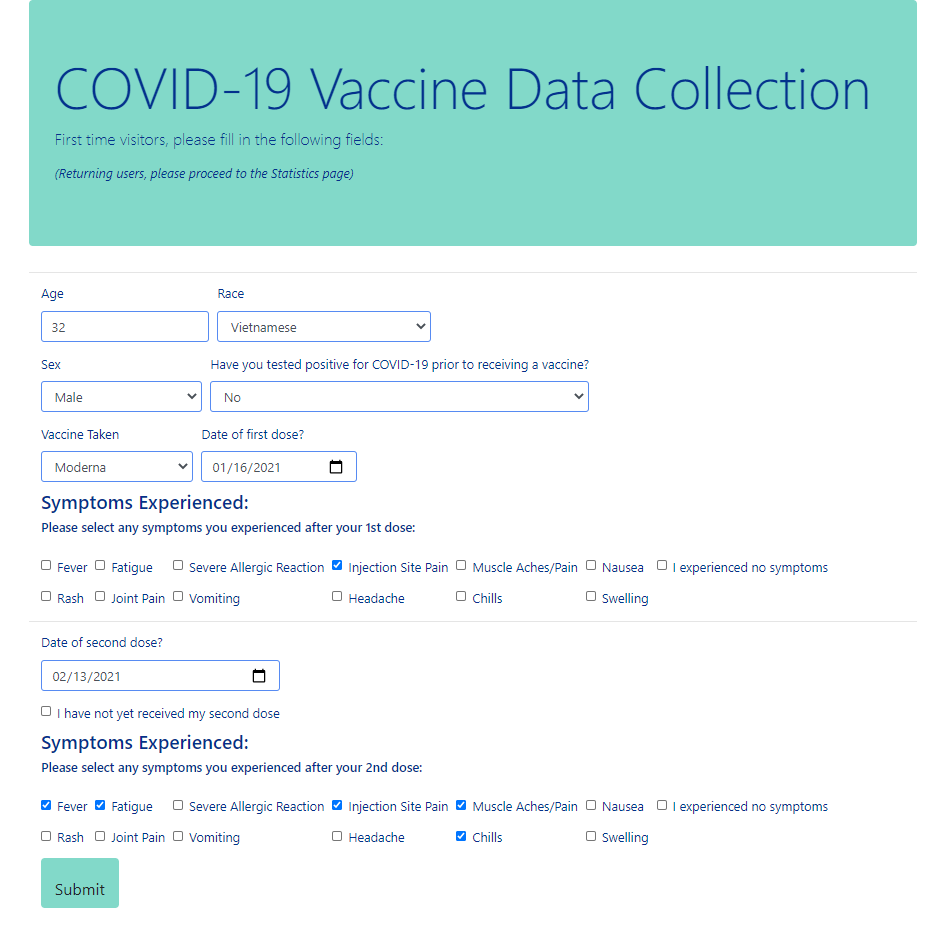 COVID-19 Vaccine Data Collection
First time visitors, please fill in the following fields:
(Returning users, please proceed to the Statistics page)
Age Race
32 Vietnamese
Sex Have you tested positive for COVID-19 prior to receiving a vaccine?
Male No
Vaccine Taken Date of first dose?
Moderna 01/16/2021
Symptoms Experienced:
Please select any symptoms you experienced after your 1st dose:
Fever Fatigue Severe Allergic Reaction Injection Site Pain Muscle Aches/Pain Nausea I experienced no symptoms
Rash Joint Pain Vomiting Headache Chills Swelling
Date of second dose?
02/13/2021
I have not yet received my second dose
Symptoms Experienced:
Please select any symptoms you experienced after your 2nd dose:
Fever Fatigue Severe Allergic Reaction Injection Site Pain Muscle Aches/Pain Nausea I experienced no symptoms
Rash Joint Pain Vomiting Headache Chills Swelling
Submit